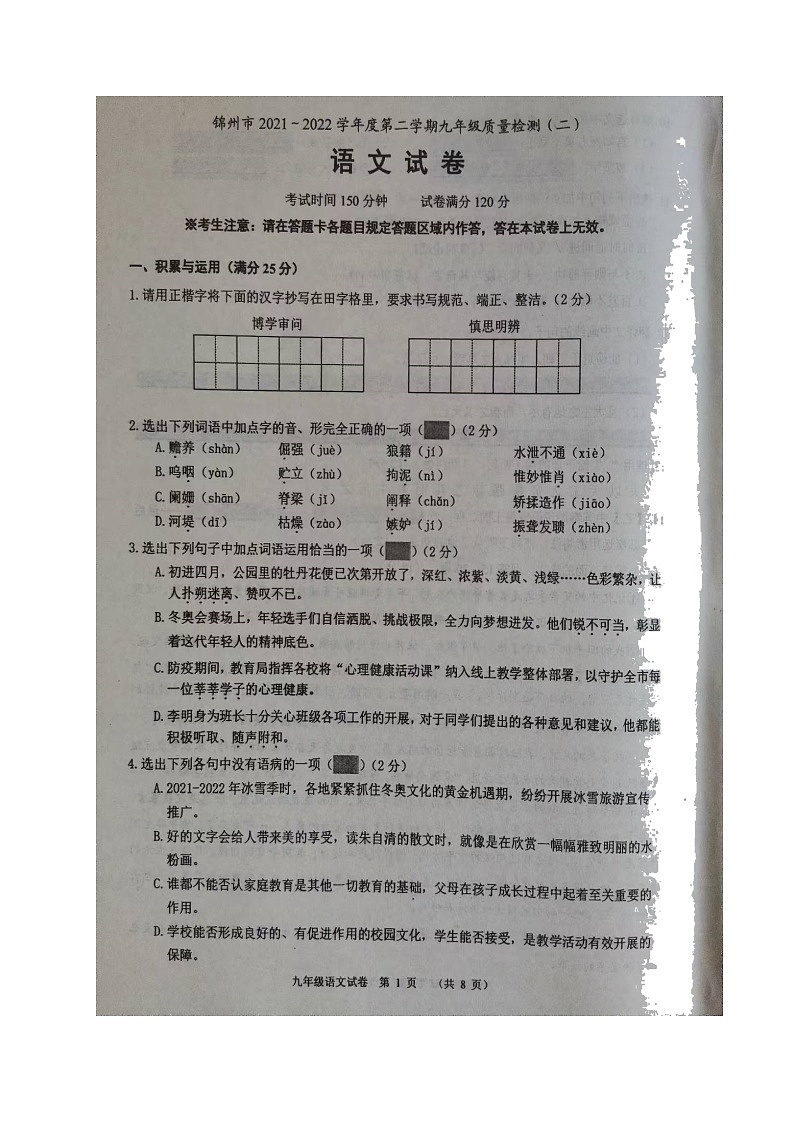 锦州市2021～2022学年度第二学期九年级质量检测(二)
语文试卷
考试时间150分钟 试卷满分120分
※考生注意：请在答题卡各题目规定答题区域内作答，答在本试卷上无效。
一、积累与运用（满分25分）
1.请用正楷字将下面的汉字抄写在田字格里，要求书写规范、端正、整洁。（2分）
博学审问 慎思明辨
2.选出下列词语中加点字的音、形完全正确的一项（ ）（2分）
A.赡养（shàn） 倔强（juè） 狼籍（jí） 水泄不通（xiè）
B.呜咽（yàn） 贮立（zhù） 拘泥（nì） 惟妙惟肖（xiào）
C.阑姗（shān） 脊梁（jī） 阐释（chǎn） 矫揉造作（jiāo）
D.河堤（dī） 枯燥（zào） 嫉妒（jí） 振聋发聩（zhèn）
3.选出下列句子中加点词语运用恰当的一项（ ）（2分）
A.初进四月，公园里的牡丹花便已次第开放了，深红、浓紫、淡黄、浅绿……色彩繁杂，让
人扑朔迷离、赞叹不已。
B.冬奥会赛场上，年轻选手们自信洒脱、挑战极限，全力向梦想进发。他们锐不可当，彰显
着这代年轻人的精神底色。
C.防疫期间，教育局指挥各校将“心理健康活动课”纳入线上教学整体部署，以守护全市每
一位莘莘学子的心理健康。
D.李明身为班长十分关心班级各项工作的开展，对于同学们提出的各种意见和建议，他都能
积极听取、随声附和。
4.选出下列各句中没有语病的一项（ ）（2分）
A.2021-2022年冰雪季时，各地紧紧抓住冬奥文化的黄金机遇期，纷纷开展冰雪旅游宣传
推广。
B.好的文字会给人带来美的享受，读朱自清的散文时，就像是在欣赏一幅幅雅致明丽的水
粉画。
C.谁都不能否认家庭教育是其他一切教育的基础，父母在孩子成长过程中起着至关重要的
作用。
D.学校能否形成良好的、有促进作用的校园文化，学生能否接受，是教学活动有效开展的
保障。
九年级语文试卷 第 1 页 （共 8 页）